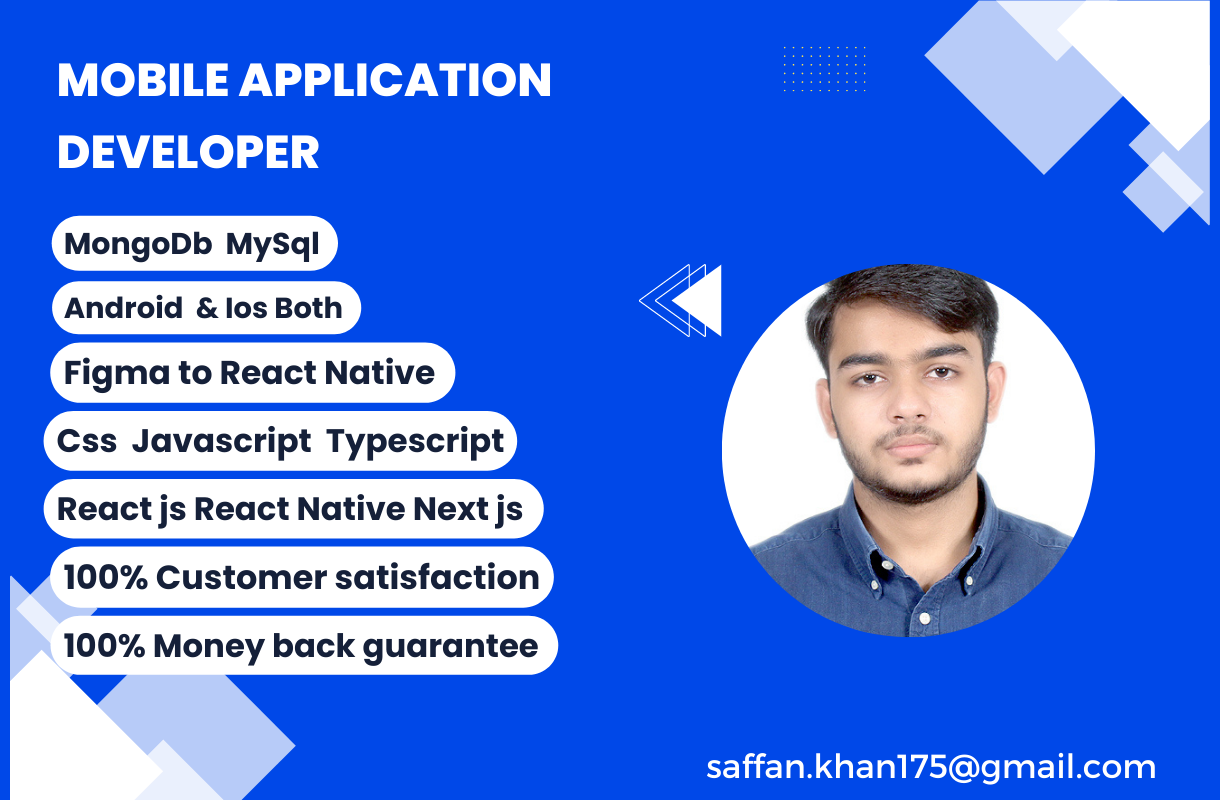 MOBILE APPLICATION
DEVELOPER
MongoDb MySql
Android & Ios Both
Figma to React Native
Css Javascript Typescript
React js React Native Next js
100% Customer satisfaction
100% Money back guarantee
saffan.khan175@gmail.com